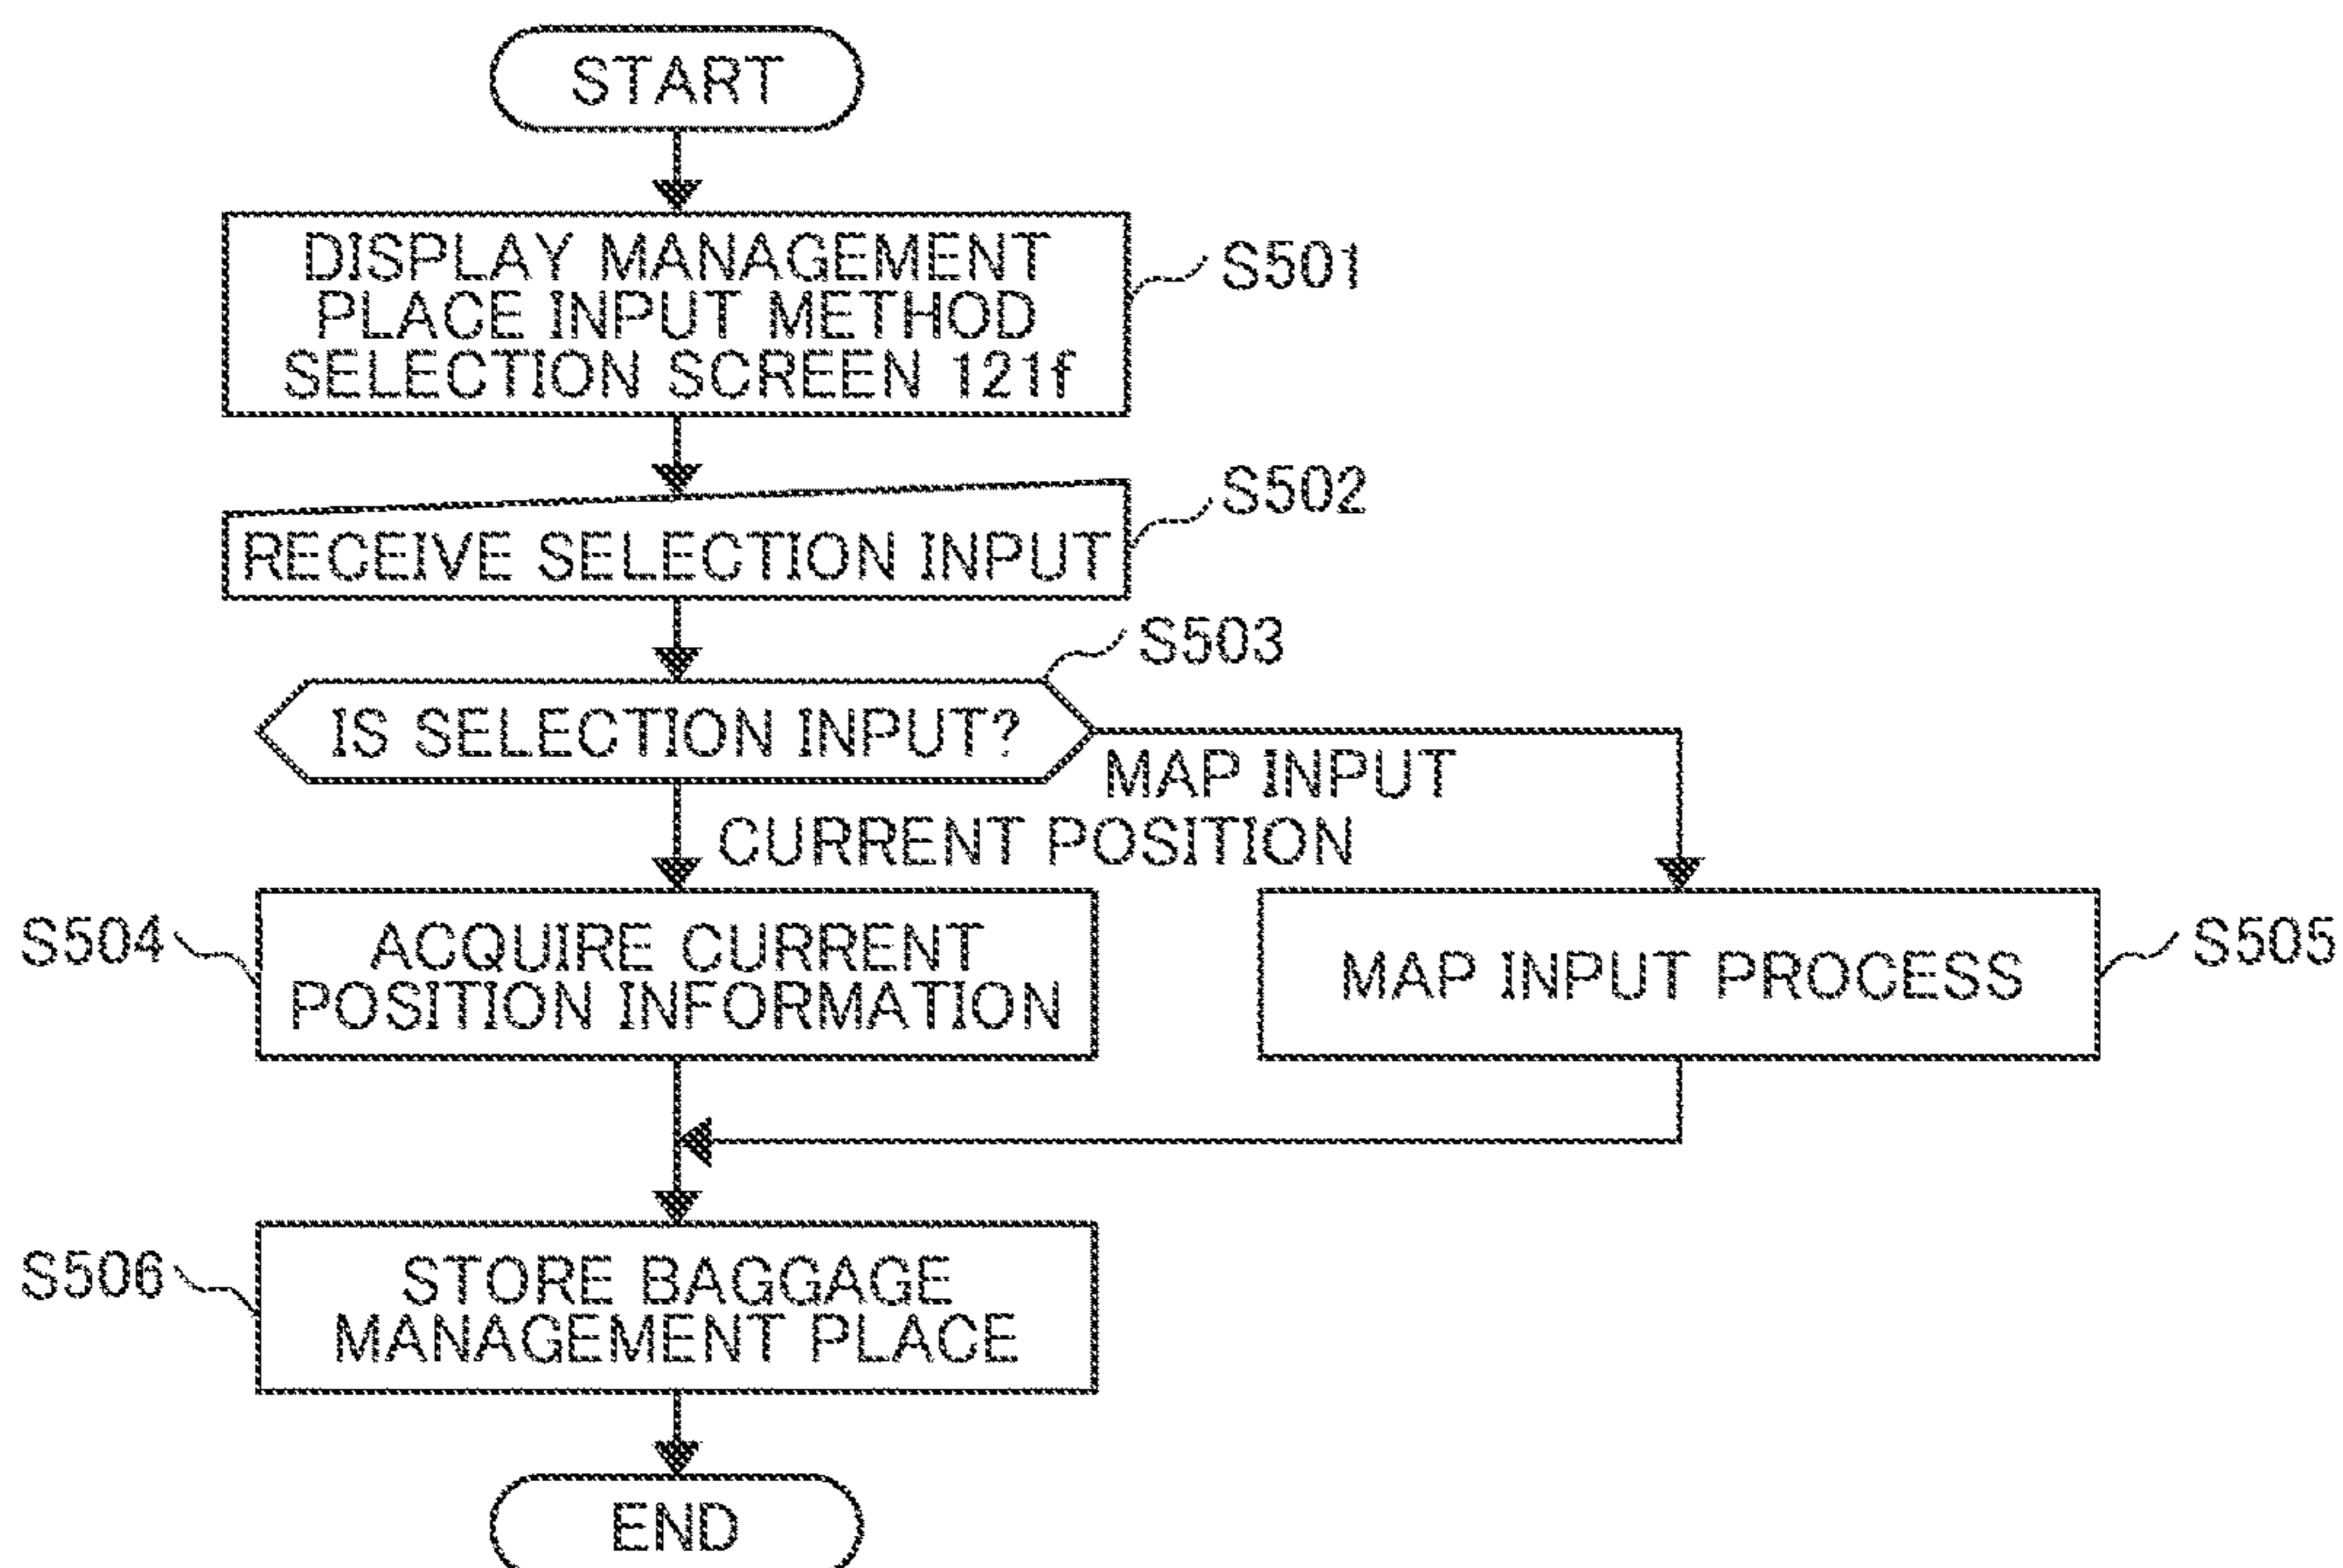 START
DISPLAY MANAGEMENT
PLACE INPUT METHOD
SELECTION SCREEN 121f
S501
RECEIVE SELECTION INPUT
S502
S503
IS SELECTION INPUT?
MAP INPUT
CURRENT POSITION
S504
ACQUIRE CURRENT
POSITION INFORMATION
MAP INPUT PROCESS
S505
S506
STORE BAGGAGE
MANAGEMENT PLACE
END